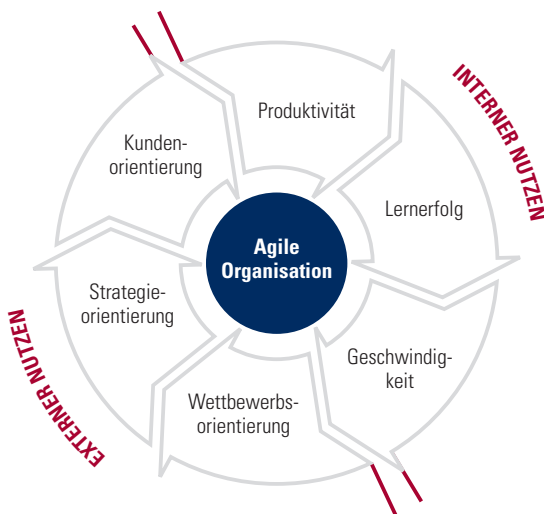 Produktivität
INTERNER NUTZEN
Kunden-
orientierung
Lernerfolg
Agile
Organisation
Strategie-
orientierung
Geschwindig-
keit
Wettbewerbs-
orientierung
EXTERNER NUTZEN